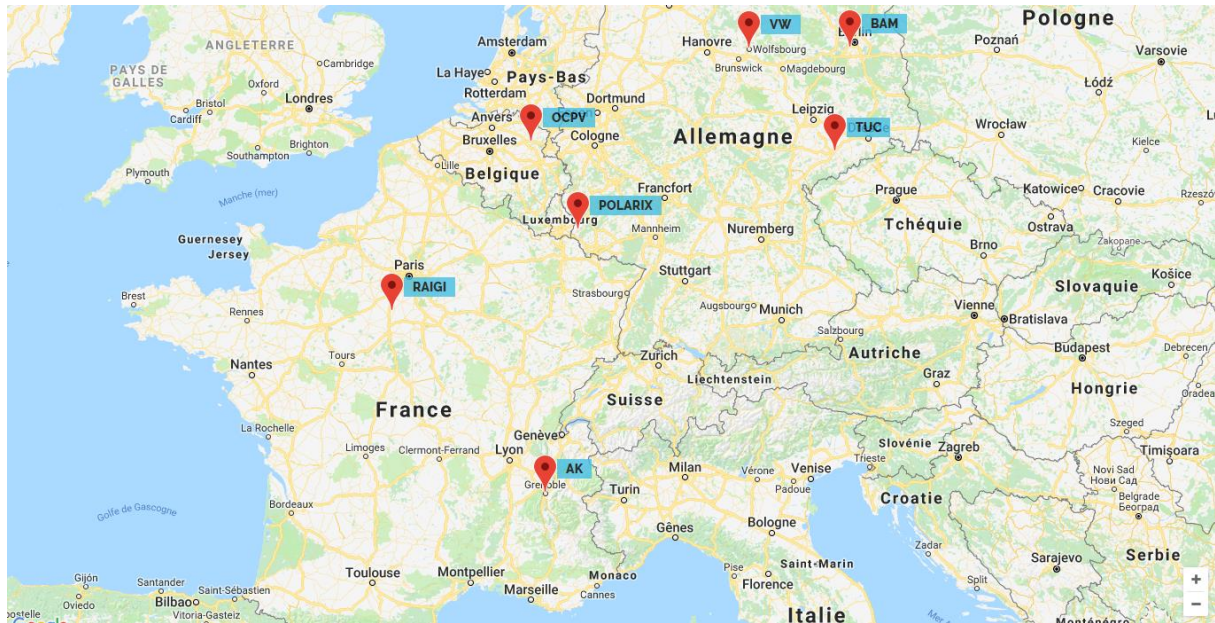 VW
BAM
Pologne
ANGLETERRE
Cambridge
Amsterdam
Hanovre
Wolfsbourg
Poznań
Varsovie
PAYS DE
GALLES
Oxford
La Haye
Pays-Bas
Brunswick
Magdebourg
Bristol
Londres
Rotterdam
Dortmund
Łódź
Cardiff
Anvers
OCPV
Leipzig
TUC
Wrocław
Southampton
Brighton
Bruxelles
Cologne
Allemagne
Kielce
Plymouth
Lille
Belgique
Manche (mer)
Francfort
Prague
Katowice
Cracovie
POLARIX
Luxembourg
Mannheim
Nuremberg
Tchéquie
Ostrava
Guernesey
Jersey
Brno
Zakopane
Paris
Stuttgart
Košice
RAIGI
Strasbourg
Slovaquie
Brest
Rennes
Augsbourg
Munich
Vienne
Bratislava
Salzbourg
Nantes
Tours
Zurich
Autriche
Budapest
Debrecen
Liechtenstein
Graz
Hongrie
France
Suisse
Oradea
La Rochelle
Genève
Szeged
Limoges
Clermont-Ferrand
Lyon
Slovénie
Zagreb
Timișoara
AK
Milan
Vérone
Venise
Trieste
Grenoble
Turin
Padoue
Novi Sad
Нови Сад
Bordeaux
Croatie
Belgrade
Београд
Golfe de Gascogne
Gênes
Bologne
Zadar
Sarajevo
Serbie
Saint-Marin
Toulouse
Montpellier
Monaco
Pise
Florence
Split
Gijón
Santander
Saint-Sébastien
Marseille
Cannes
Oviedo
Bilbao
Vitoria-Gasteiz
Italie
Monténégro